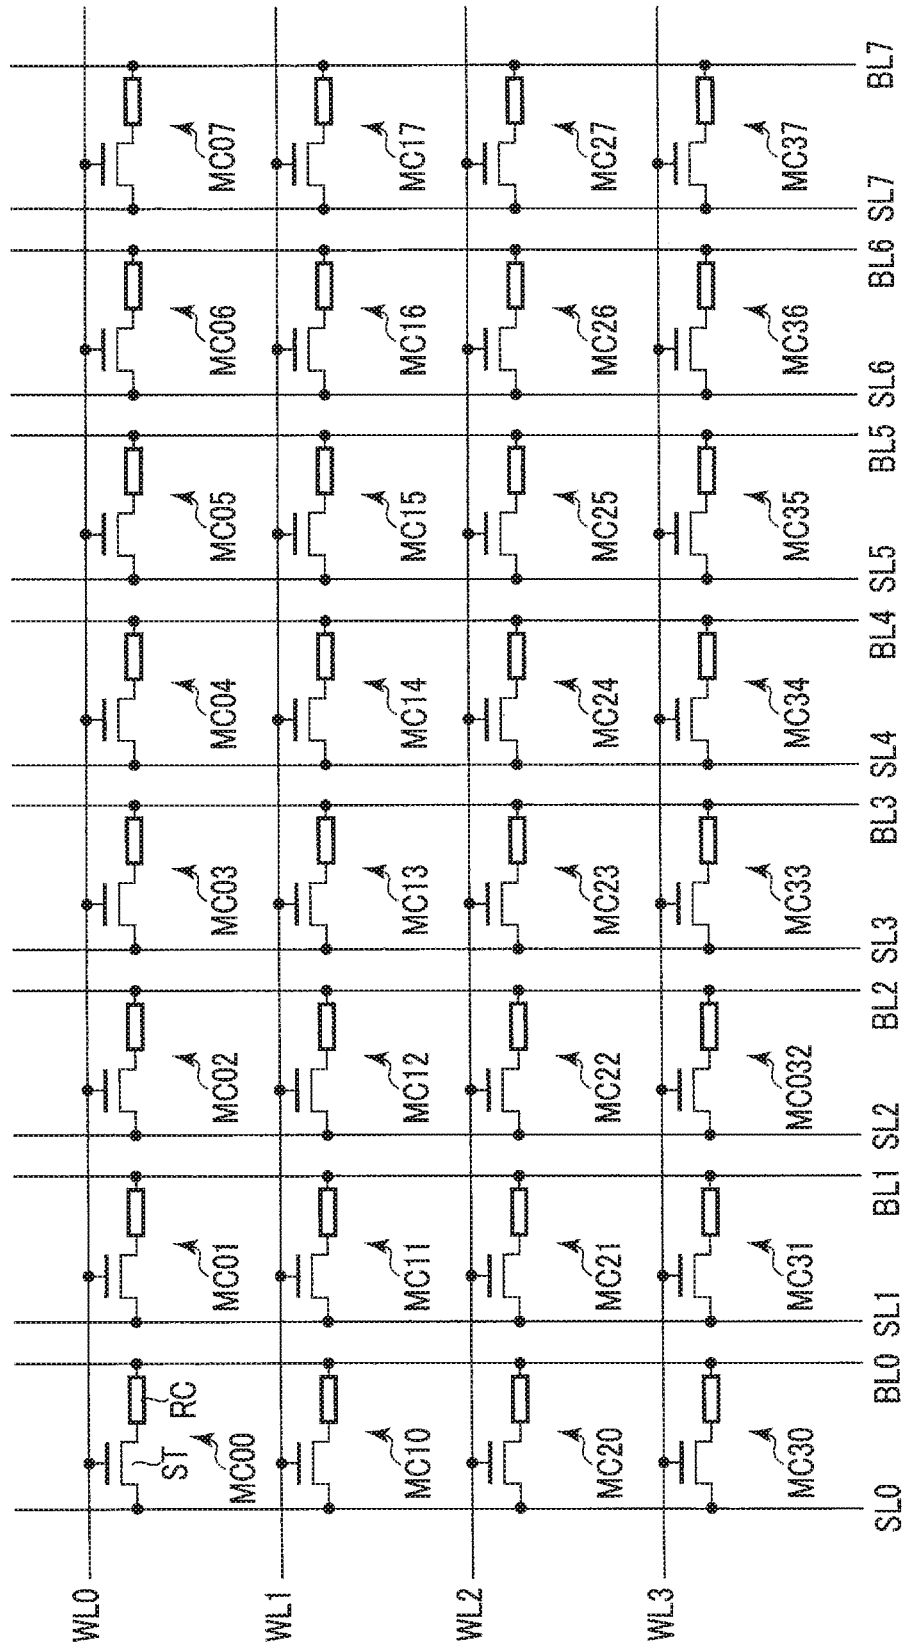 WL0
ST RC
MC00 MC01 MC02 MC03 MC04 MC05 MC06 MC07
WL1
MC10 MC11 MC12 MC13 MC14 MC15 MC16 MC17
WL2
MC20 MC21 MC22 MC23 MC24 MC25 MC26 MC27
WL3
MC30 MC31 MC032 MC33 MC34 MC35 MC36 MC37
SL0 BL0 SL1 BL1 SL2 BL2 SL3 BL3 SL4 BL4 SL5 BL5 SL6 BL6 SL7 BL7